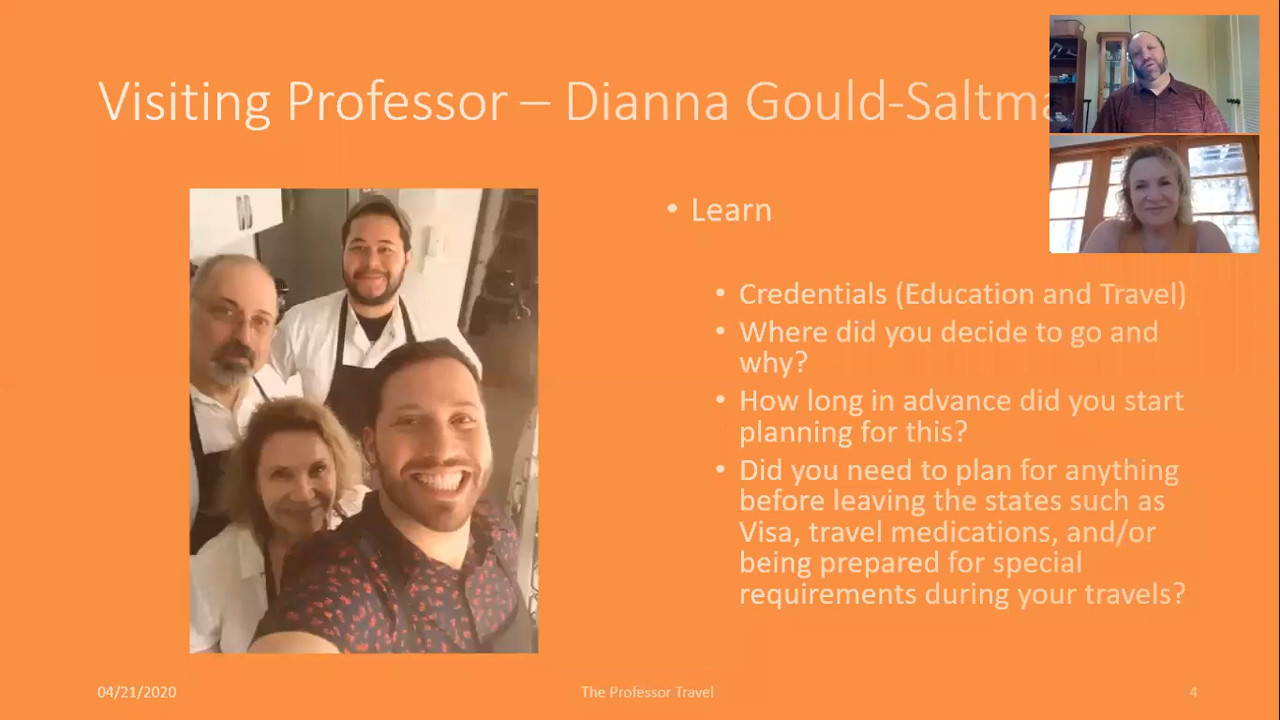 Visiting Professor – Dianna Gould-Saltma
• Learn
• Credentials (Education and Travel)
• Where did you decide to go and
why?
• How long in advance did you start
planning for this?
• Did you need to plan for anything
before leaving the states such as
Visa, travel medications, and/or
being prepared for special
requirements during your travels?
04/21/2020
The Professor Travel
4